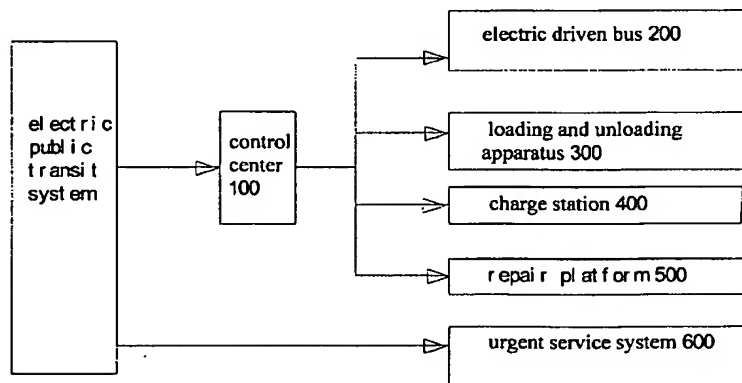 electric
public
transit
system
control
center
100
electric driven bus 200
loading and unloading
apparatus 300
charge station 400
repair platform 500
urgent service system 600